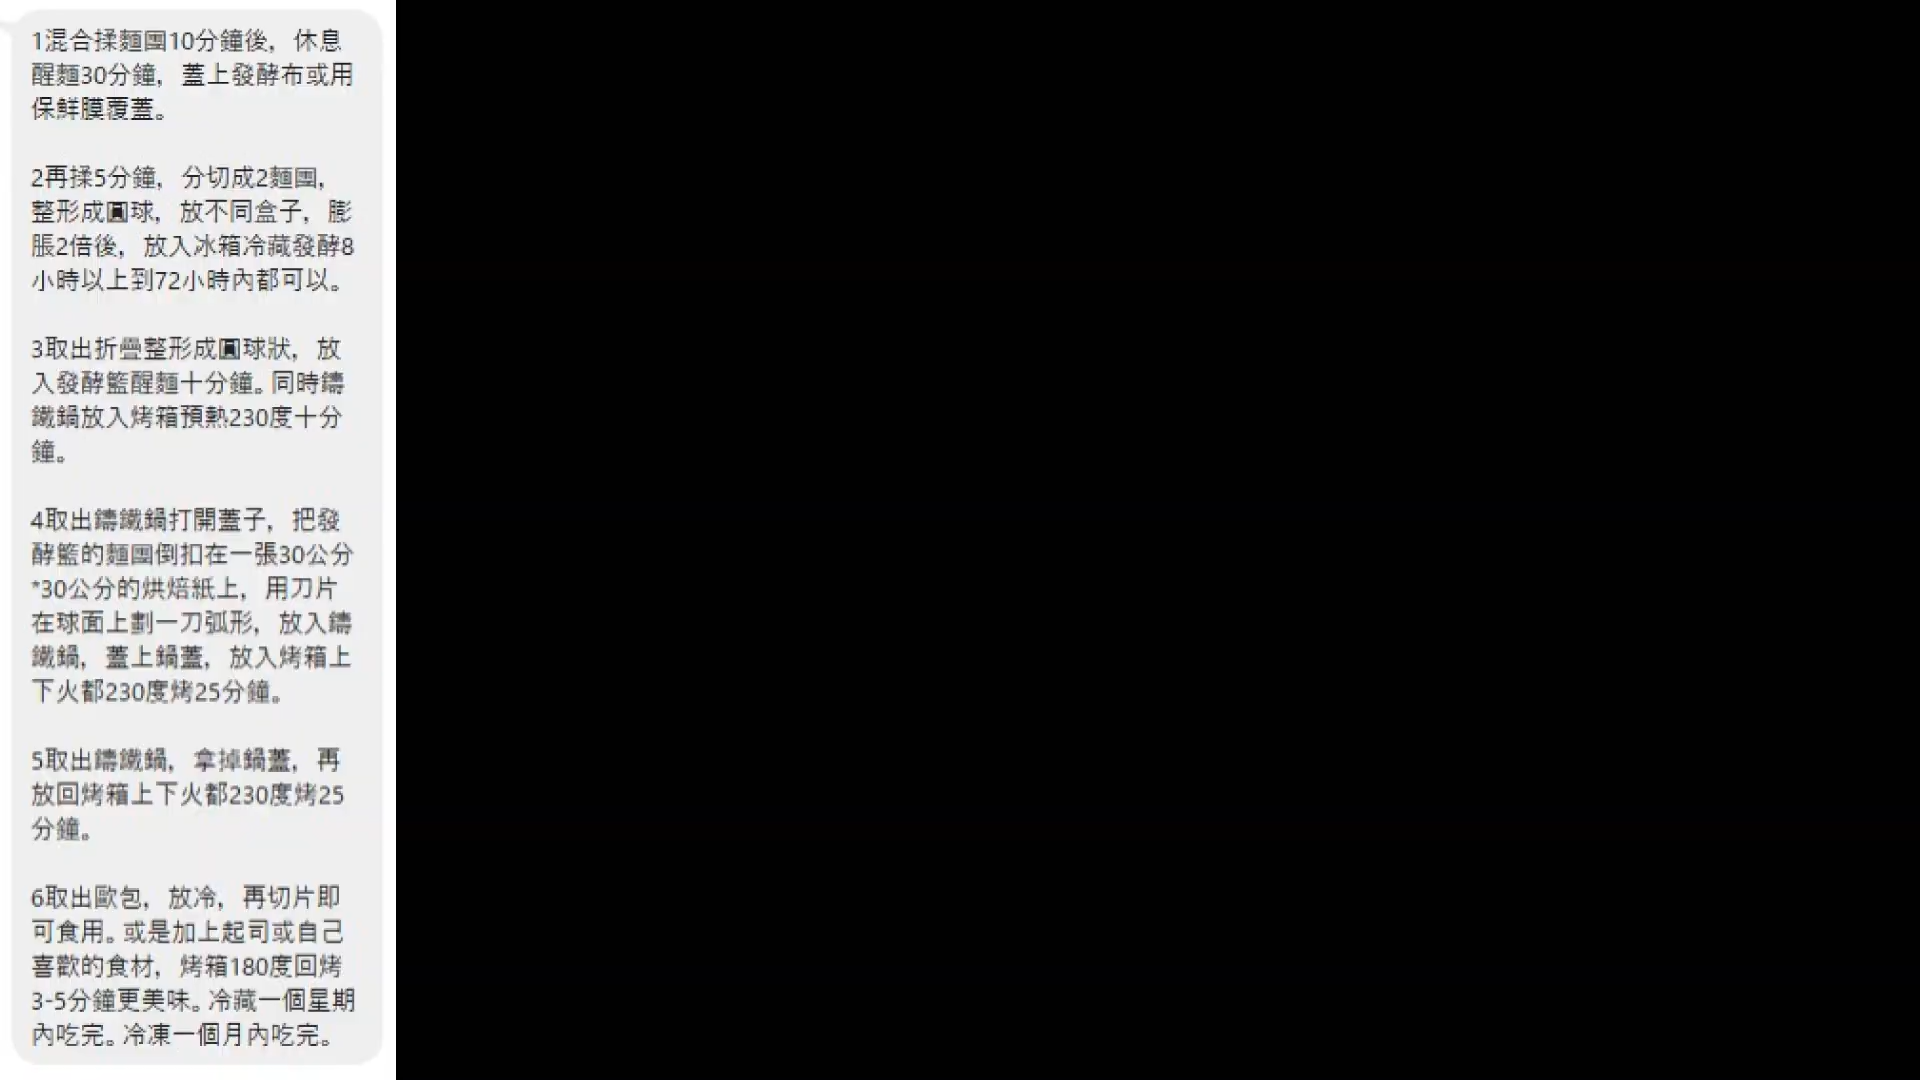 1混合揉麵團10分鐘後，休息
醒麵30分鐘，蓋上發酵布或用
保鮮膜覆蓋。
2再揉5分鐘，分切成2麵團，
整形成圓球，放不同盒子，膨
脹2倍後，放入冰箱冷藏發酵8
小時以上到72小時內都可以。
3取出折疊整形成圓球狀，放
入發酵籃醒麵十分鐘。同時鑄
鐵鍋放入烤箱預熱230度十分
鐘。
4取出鑄鐵鍋打開蓋子，把發
酵籃的麵團倒扣在一張30公分
*30公分的烘焙紙上，用刀片
在球面上劃一刀弧形，放入鑄
鐵鍋，蓋上鍋蓋，放入烤箱上
下火都230度烤25分鐘。
5取出鑄鐵鍋，拿掉鍋蓋，再
放回烤箱上下火都230度烤25
分鐘。
6取出歐包，放冷，再切片即
可食用。或是加上起司或自己
喜歡的食材，烤箱180度回烤
3-5分鐘更美味。冷藏一個星期
內吃完。冷凍一個月內吃完。